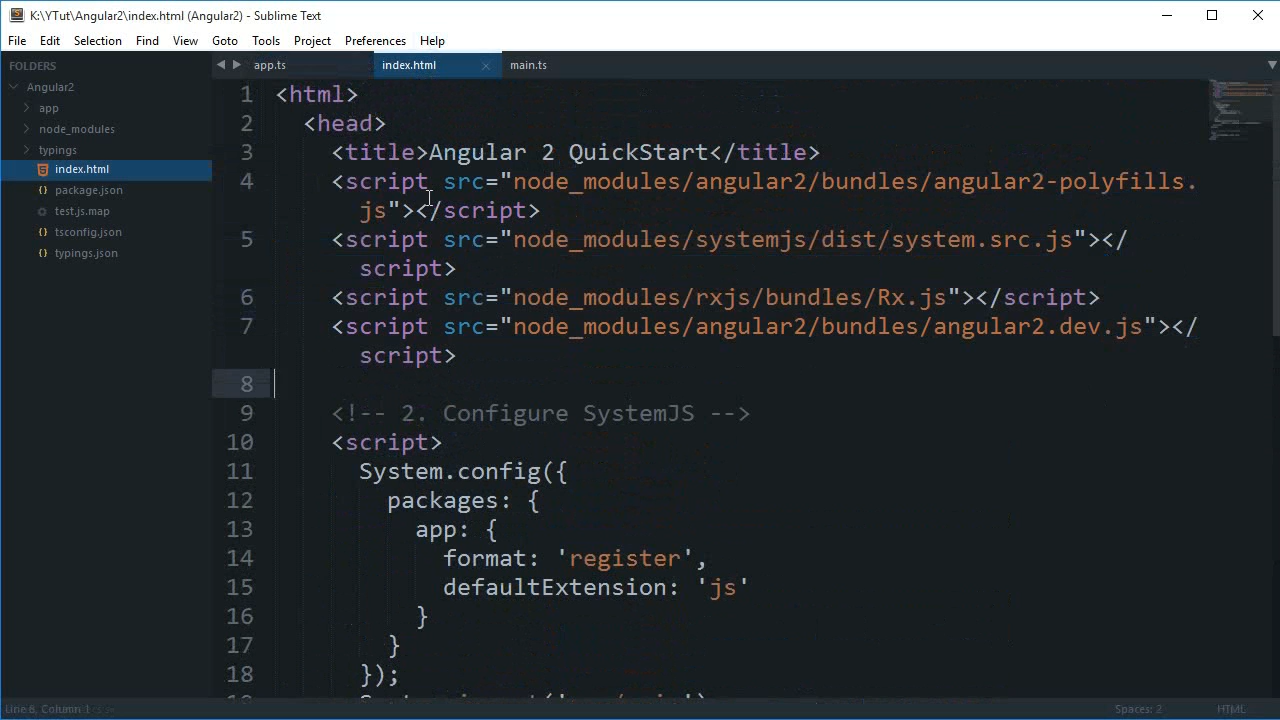 K:\YTut\Angular2\index.html (Angular2) - Sublime Text
File Edit Selection Find View Goto Tools Project Preferences Help
FOLDERS
Angular2
app
node_modules
typings
index.html
package.json
test.js.map
tsconfig.json
typings.json
app.ts index.html main.ts
1 <html>
2 <head>
3 <title>Angular 2 QuickStart</title>
4 <script src="node_modules/angular2/bundles/angular2-polyfills.
js"></script>
5 <script src="node_modules/systemjs/dist/system.src.js"></
script>
6 <script src="node_modules/rxjs/bundles/Rx.js"></script>
7 <script src="node_modules/angular2/bundles/angular2.dev.js"></
script>
8
9 <!-- 2. Configure SystemJS -->
10 <script>
11 System.config({
12 packages: {
13 app: {
14 format: 'register',
15 defaultExtension: 'js'
16 }
17 }
18 });
Line 8, Column 1
Spaces: 2 HTML